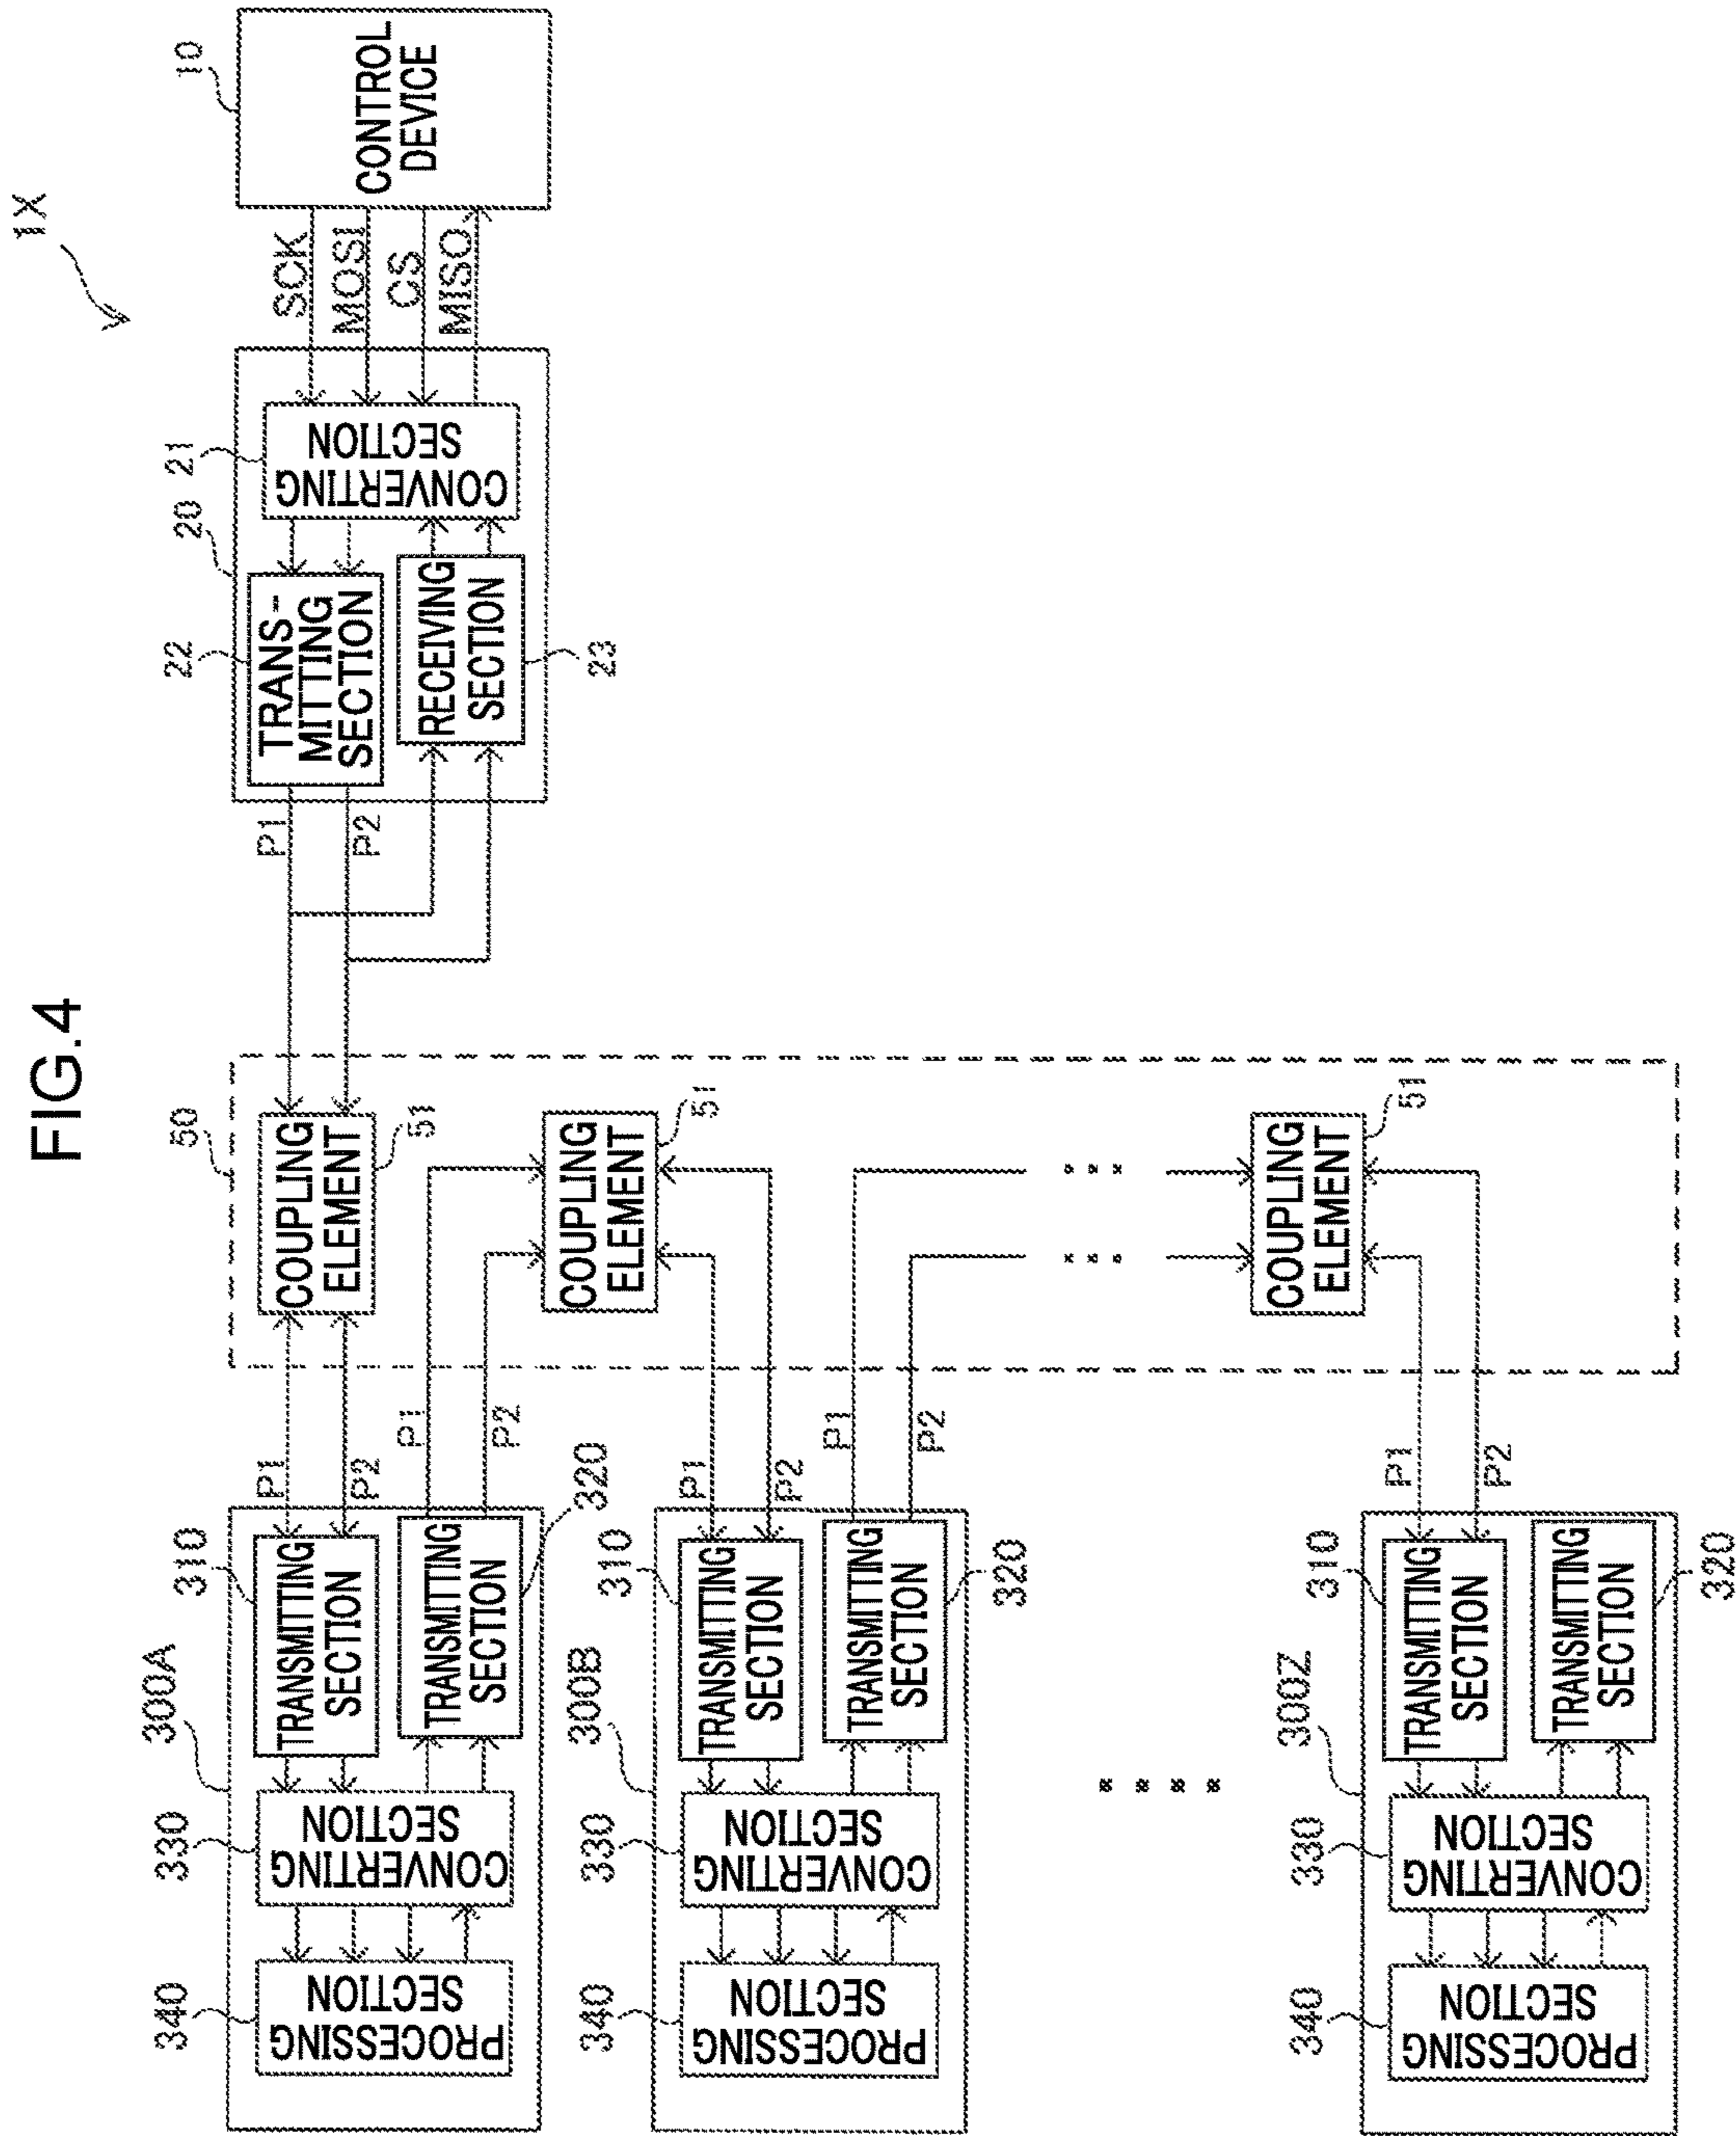 FIG.4
1X
10
CONTROL
DEVICE
SCK
MOSI
CS
MISO
20
21
CONVERTING
SECTION
22
TRANS-
MITTING
SECTION
RECEIVING
SECTION
23
P1
P2
50
COUPLING
ELEMENT
51
COUPLING
ELEMENT
51
COUPLING
ELEMENT
51
...
...
P1
P2
P1
P2
300A
310
TRANSMITTING
SECTION
TRANSMITTING
SECTION
320
330
CONVERTING
SECTION
340
PROCESSING
SECTION
P1
P2
P1
P2
300B
310
TRANSMITTING
SECTION
TRANSMITTING
SECTION
320
330
CONVERTING
SECTION
340
PROCESSING
SECTION
....
P1
P2
300Z
310
TRANSMITTING
SECTION
TRANSMITTING
SECTION
320
330
CONVERTING
SECTION
340
PROCESSING
SECTION